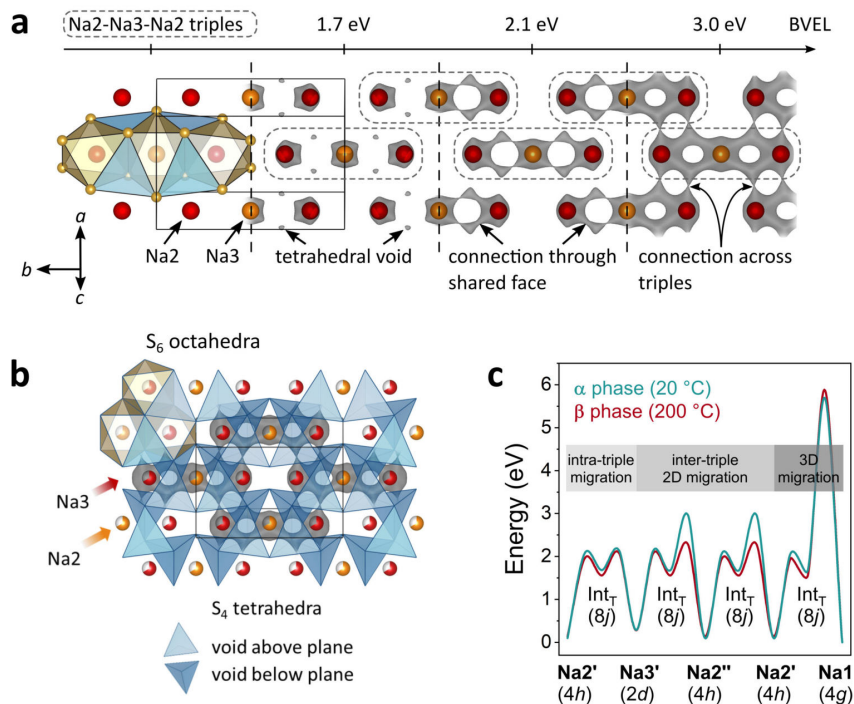 a
Na2-Na3-Na2 triples
1.7 eV
2.1 eV
3.0 eV
BVEL
a
b
c
Na2
Na3
tetrahedral void
connection through
shared face
connection across
triples
b
S6 octahedra
Na3
Na2
S4 tetrahedra
void above plane
void below plane
c
α phase (20 °C)
β phase (200 °C)
intra-triple
migration
inter-triple
2D migration
3D
migration
Energy (eV)
6
5
4
3
2
1
0
IntT
(8j)
IntT
(8j)
IntT
(8j)
IntT
(8j)
Na2' Na3' Na2'' Na2' Na1
(4h) (2d) (4h) (4h) (4g)